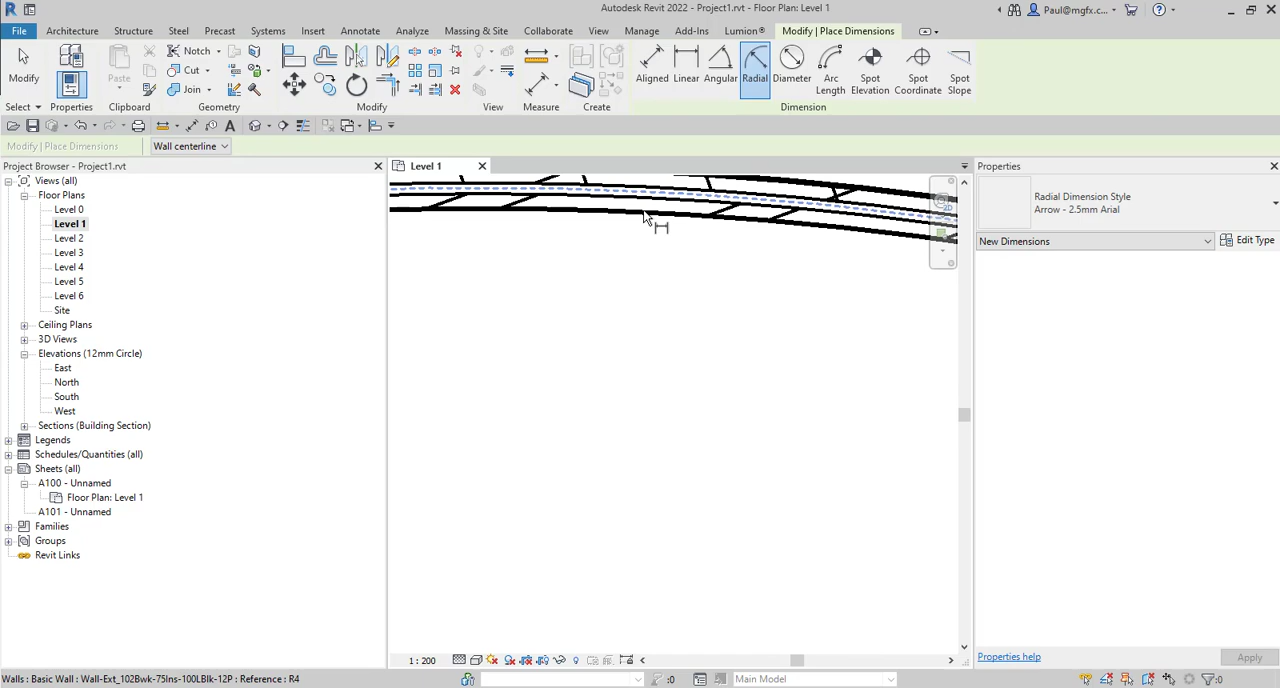 Autodesk Revit 2022 - Project1.rvt - Floor Plan: Level 1
Paul@mgfx.c...
File Architecture Structure Steel Precast Systems Insert Annotate Analyze Massing & Site Collaborate View Manage Add-Ins Lumion® Modify | Place Dimensions
Modify
Paste
Notch
Cut
Join
Aligned Linear Angular Radial Diameter Arc Length Spot Elevation Spot Coordinate Spot Slope
Select Properties Clipboard Geometry Modify View Measure Create Dimension
Modify | Place Dimensions Wall centerline
Project Browser - Project1.rvt
Level 1
Properties
Views (all)
Floor Plans
Level 0
Level 1
Level 2
Level 3
Level 4
Level 5
Level 6
Site
Ceiling Plans
3D Views
Elevations (12mm Circle)
East
North
South
West
Sections (Building Section)
Legends
Schedules/Quantities (all)
Sheets (all)
A100 - Unnamed
Floor Plan: Level 1
A101 - Unnamed
Families
Groups
Revit Links
2D
Radial Dimension Style
Arrow - 2.5mm Arial
New Dimensions
Edit Type
Properties help
Apply
1 : 200
Walls : Basic Wall : Wall-Ext_102Bwk-75Ins-100LBlk-12P : Reference : R4
:0
Main Model
:0